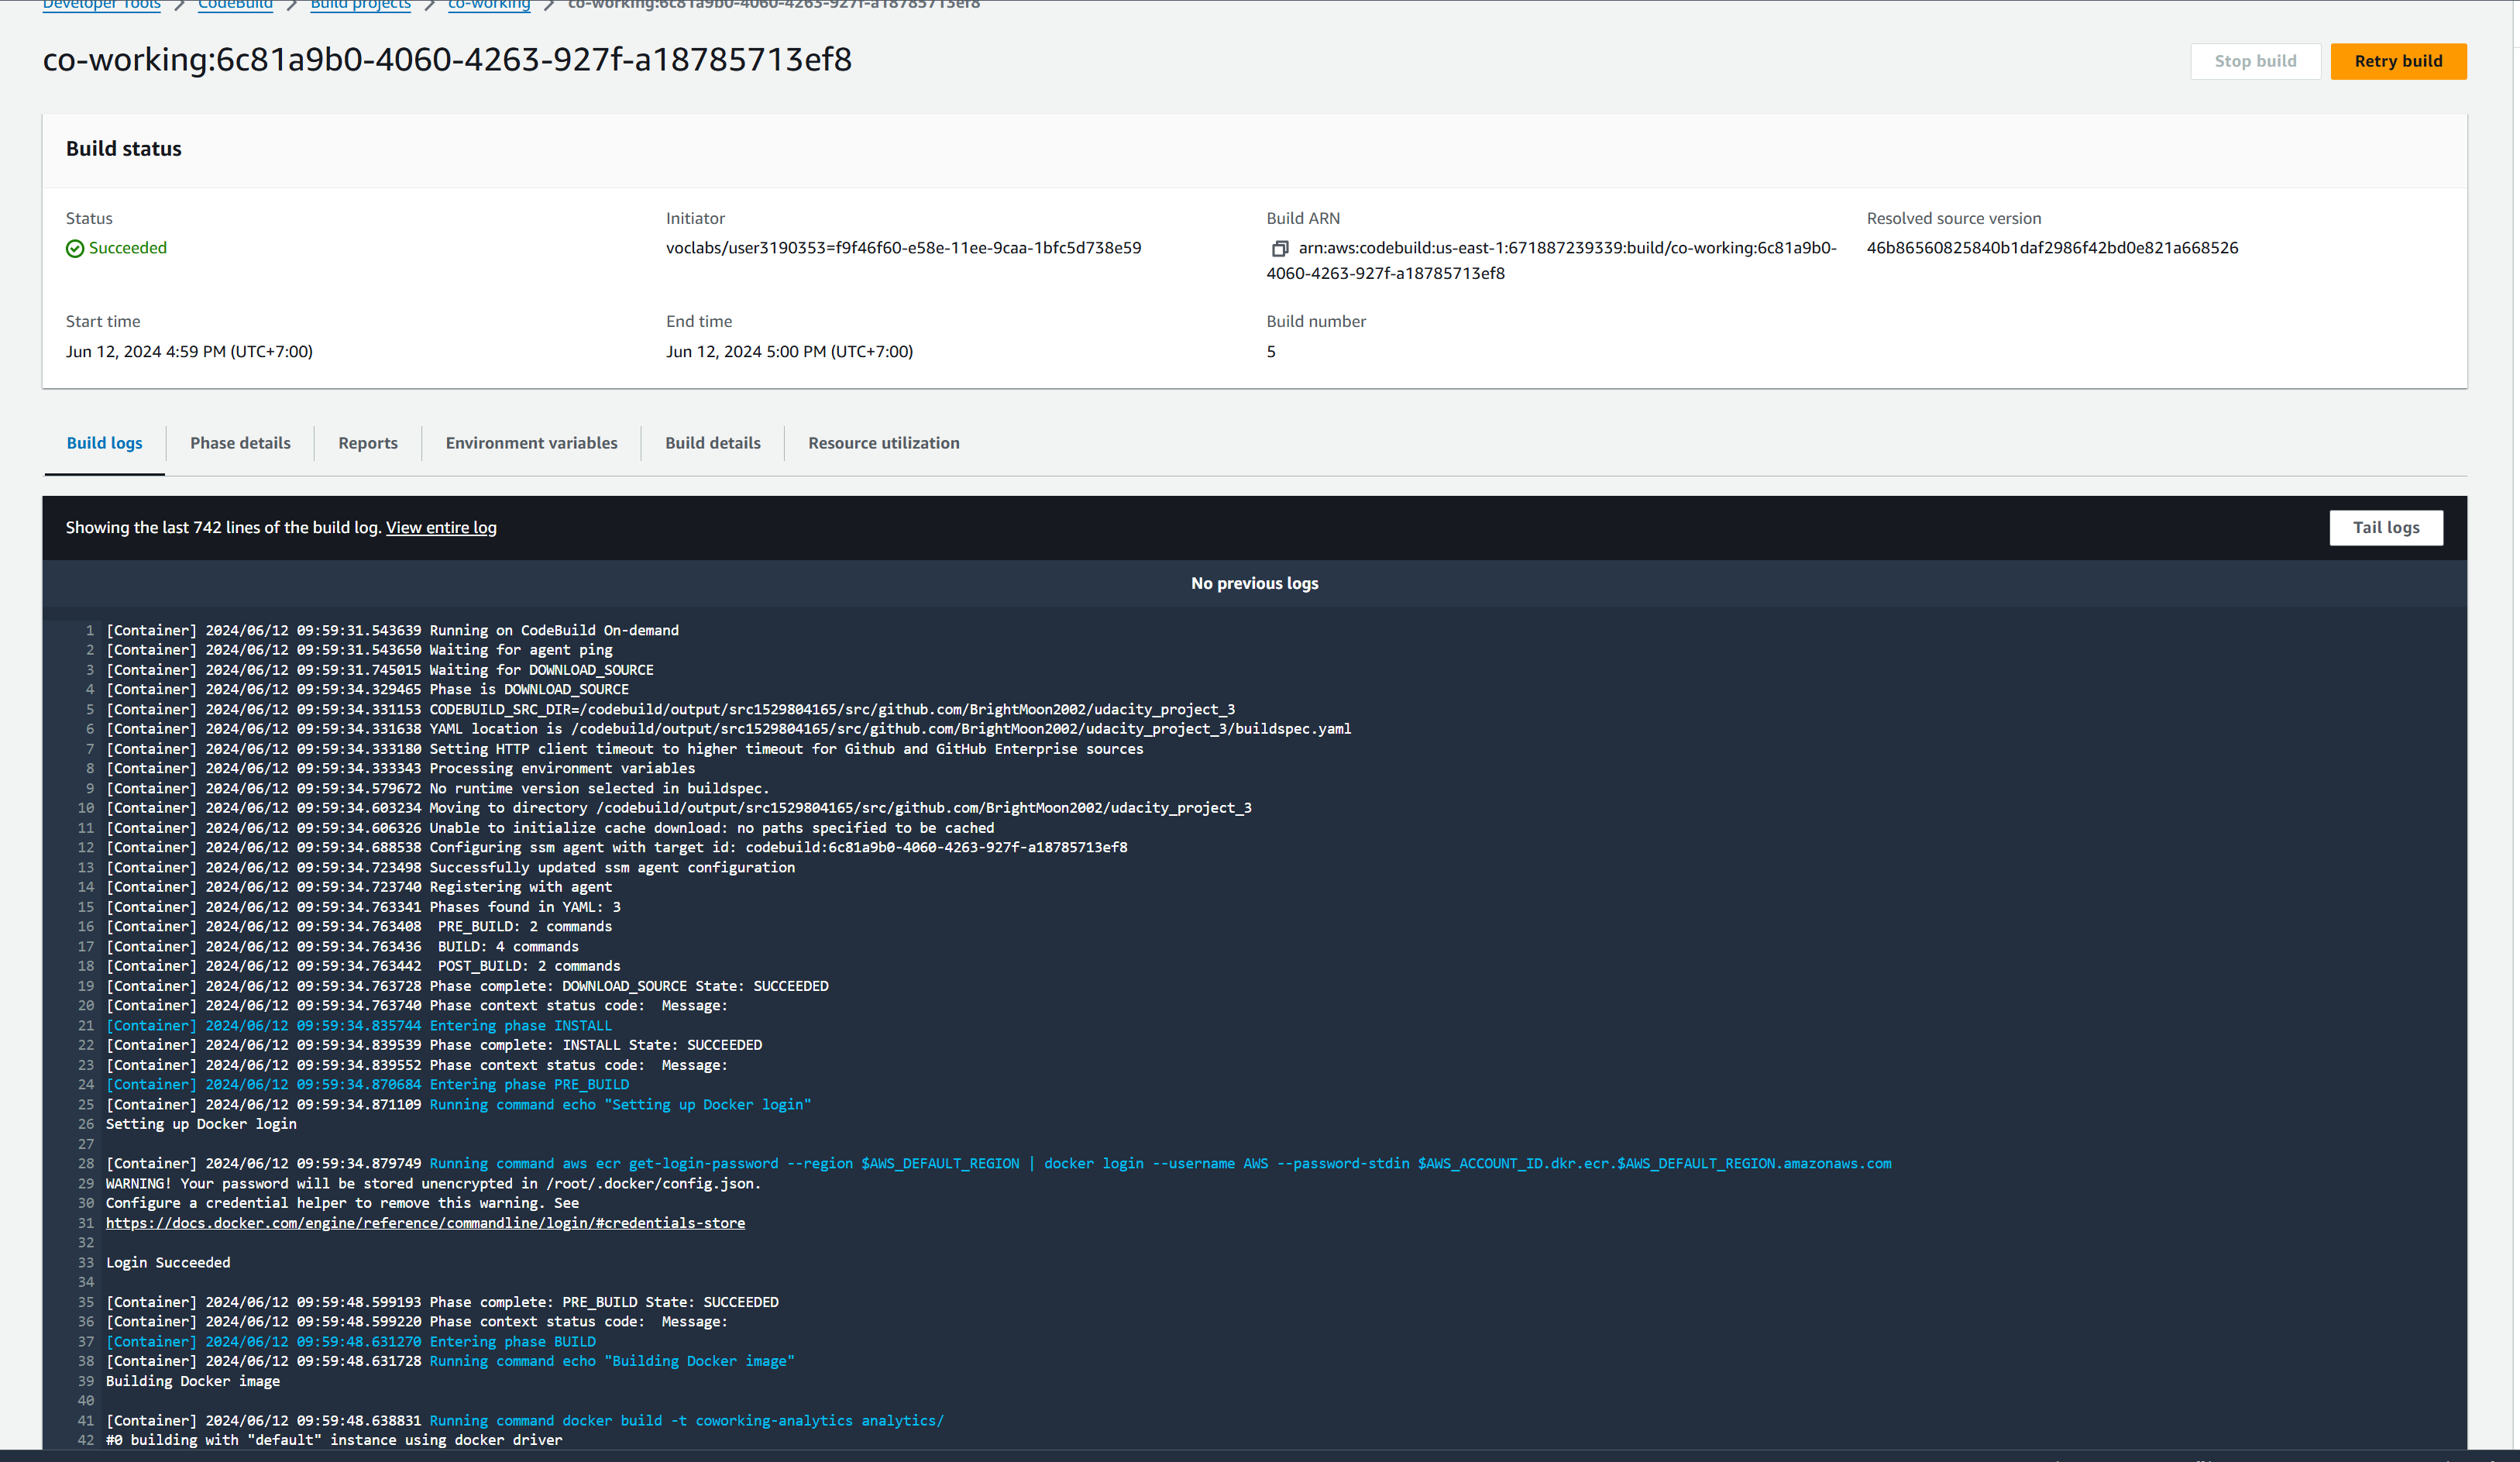 Developer Tools > CodeBuild > Build projects > co-working > co-working:6c81a9b0-4060-4263-927f-a18785713ef8
co-working:6c81a9b0-4060-4263-927f-a18785713ef8
Stop build
Retry build
Build status
Status
Succeeded
Initiator
voclabs/user3190353=f9f46f60-e58e-11ee-9caa-1bfc5d738e59
Build ARN
arn:aws:codebuild:us-east-1:671887239339:build/co-working:6c81a9b0-
4060-4263-927f-a18785713ef8
Resolved source version
46b86560825840b1daf2986f42bd0e821a668526
Start time
Jun 12, 2024 4:59 PM (UTC+7:00)
End time
Jun 12, 2024 5:00 PM (UTC+7:00)
Build number
5
Build logs
Phase details
Reports
Environment variables
Build details
Resource utilization
Showing the last 742 lines of the build log. View entire log
Tail logs
No previous logs
1 [Container] 2024/06/12 09:59:31.543639 Running on CodeBuild On-demand
2 [Container] 2024/06/12 09:59:31.543650 Waiting for agent ping
3 [Container] 2024/06/12 09:59:31.745015 Waiting for DOWNLOAD_SOURCE
4 [Container] 2024/06/12 09:59:34.329465 Phase is DOWNLOAD_SOURCE
5 [Container] 2024/06/12 09:59:34.331153 CODEBUILD_SRC_DIR=/codebuild/output/src1529804165/src/github.com/BrightMoon2002/udacity_project_3
6 [Container] 2024/06/12 09:59:34.331638 YAML location is /codebuild/output/src1529804165/src/github.com/BrightMoon2002/udacity_project_3/buildspec.yaml
7 [Container] 2024/06/12 09:59:34.333180 Setting HTTP client timeout to higher timeout for Github and GitHub Enterprise sources
8 [Container] 2024/06/12 09:59:34.333343 Processing environment variables
9 [Container] 2024/06/12 09:59:34.579672 No runtime version selected in buildspec.
10 [Container] 2024/06/12 09:59:34.603234 Moving to directory /codebuild/output/src1529804165/src/github.com/BrightMoon2002/udacity_project_3
11 [Container] 2024/06/12 09:59:34.606326 Unable to initialize cache download: no paths specified to be cached
12 [Container] 2024/06/12 09:59:34.688538 Configuring ssm agent with target id: codebuild:6c81a9b0-4060-4263-927f-a18785713ef8
13 [Container] 2024/06/12 09:59:34.723498 Successfully updated ssm agent configuration
14 [Container] 2024/06/12 09:59:34.723740 Registering with agent
15 [Container] 2024/06/12 09:59:34.763341 Phases found in YAML: 3
16 [Container] 2024/06/12 09:59:34.763408  PRE_BUILD: 2 commands
17 [Container] 2024/06/12 09:59:34.763436  BUILD: 4 commands
18 [Container] 2024/06/12 09:59:34.763442  POST_BUILD: 2 commands
19 [Container] 2024/06/12 09:59:34.763728 Phase complete: DOWNLOAD_SOURCE State: SUCCEEDED
20 [Container] 2024/06/12 09:59:34.763740 Phase context status code:  Message:
21 [Container] 2024/06/12 09:59:34.835744 Entering phase INSTALL
22 [Container] 2024/06/12 09:59:34.839539 Phase complete: INSTALL State: SUCCEEDED
23 [Container] 2024/06/12 09:59:34.839552 Phase context status code:  Message:
24 [Container] 2024/06/12 09:59:34.870684 Entering phase PRE_BUILD
25 [Container] 2024/06/12 09:59:34.871109 Running command echo "Setting up Docker login"
26 Setting up Docker login
27
28 [Container] 2024/06/12 09:59:34.879749 Running command aws ecr get-login-password --region $AWS_DEFAULT_REGION | docker login --username AWS --password-stdin $AWS_ACCOUNT_ID.dkr.ecr.$AWS_DEFAULT_REGION.amazonaws.com
29 WARNING! Your password will be stored unencrypted in /root/.docker/config.json.
30 Configure a credential helper to remove this warning. See
31 https://docs.docker.com/engine/reference/commandline/login/#credentials-store
32
33 Login Succeeded
34
35 [Container] 2024/06/12 09:59:48.599193 Phase complete: PRE_BUILD State: SUCCEEDED
36 [Container] 2024/06/12 09:59:48.599220 Phase context status code:  Message:
37 [Container] 2024/06/12 09:59:48.631270 Entering phase BUILD
38 [Container] 2024/06/12 09:59:48.631728 Running command echo "Building Docker image"
39 Building Docker image
40
41 [Container] 2024/06/12 09:59:48.638831 Running command docker build -t coworking-analytics analytics/
42 #0 building with "default" instance using docker driver